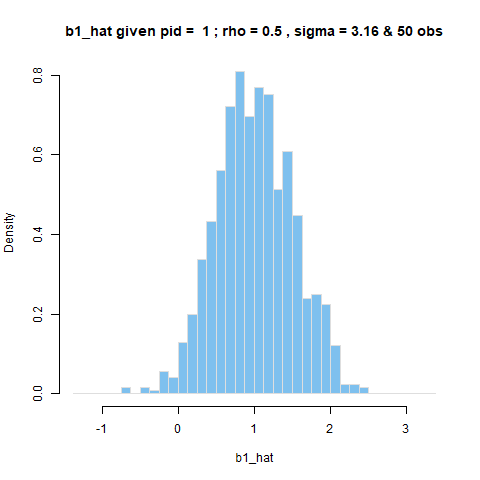 b1_hat given pid =  1 ; rho = 0.5 , sigma = 3.16 & 50 obs
Density
0.8
0.6
0.4
0.2
0.0
-1 0 1 2 3
b1_hat